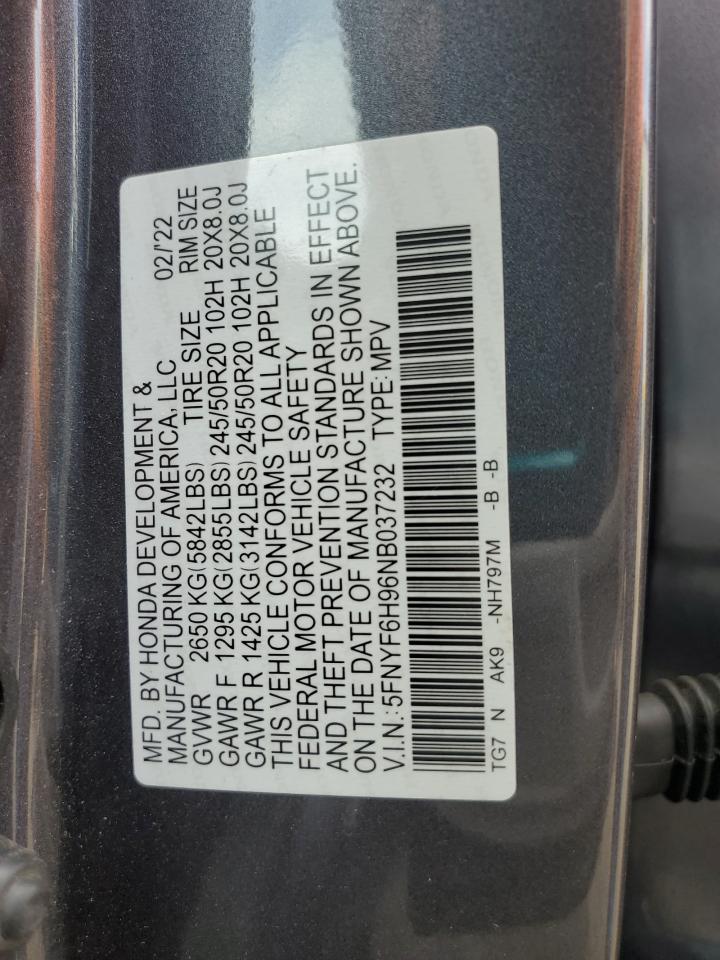 MFD. BY HONDA DEVELOPMENT &
MANUFACTURING OF AMERICA, LLC 02/'22
GVWR 2650 KG(5842LBS) TIRE SIZE RIM SIZE
GAWR F 1295 KG(2855LBS) 245/50R20 102H 20X8.0J
GAWR R 1425 KG(3142LBS) 245/50R20 102H 20X8.0J
THIS VEHICLE CONFORMS TO ALL APPLICABLE
FEDERAL MOTOR VEHICLE SAFETY
AND THEFT PREVENTION STANDARDS IN EFFECT
ON THE DATE OF MANUFACTURE SHOWN ABOVE.
V.I.N.:5FNYF6H96NB037232 TYPE:MPV
TG7 N AK9 -NH797M -B -B